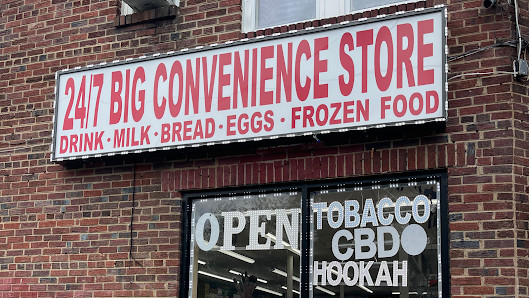 24/7 BIG CONVENIENCE STORE
DRINK • MILK • BREAD • EGGS • FROZEN FOOD
OPEN
TOBACCO
CBD
HOOKAH